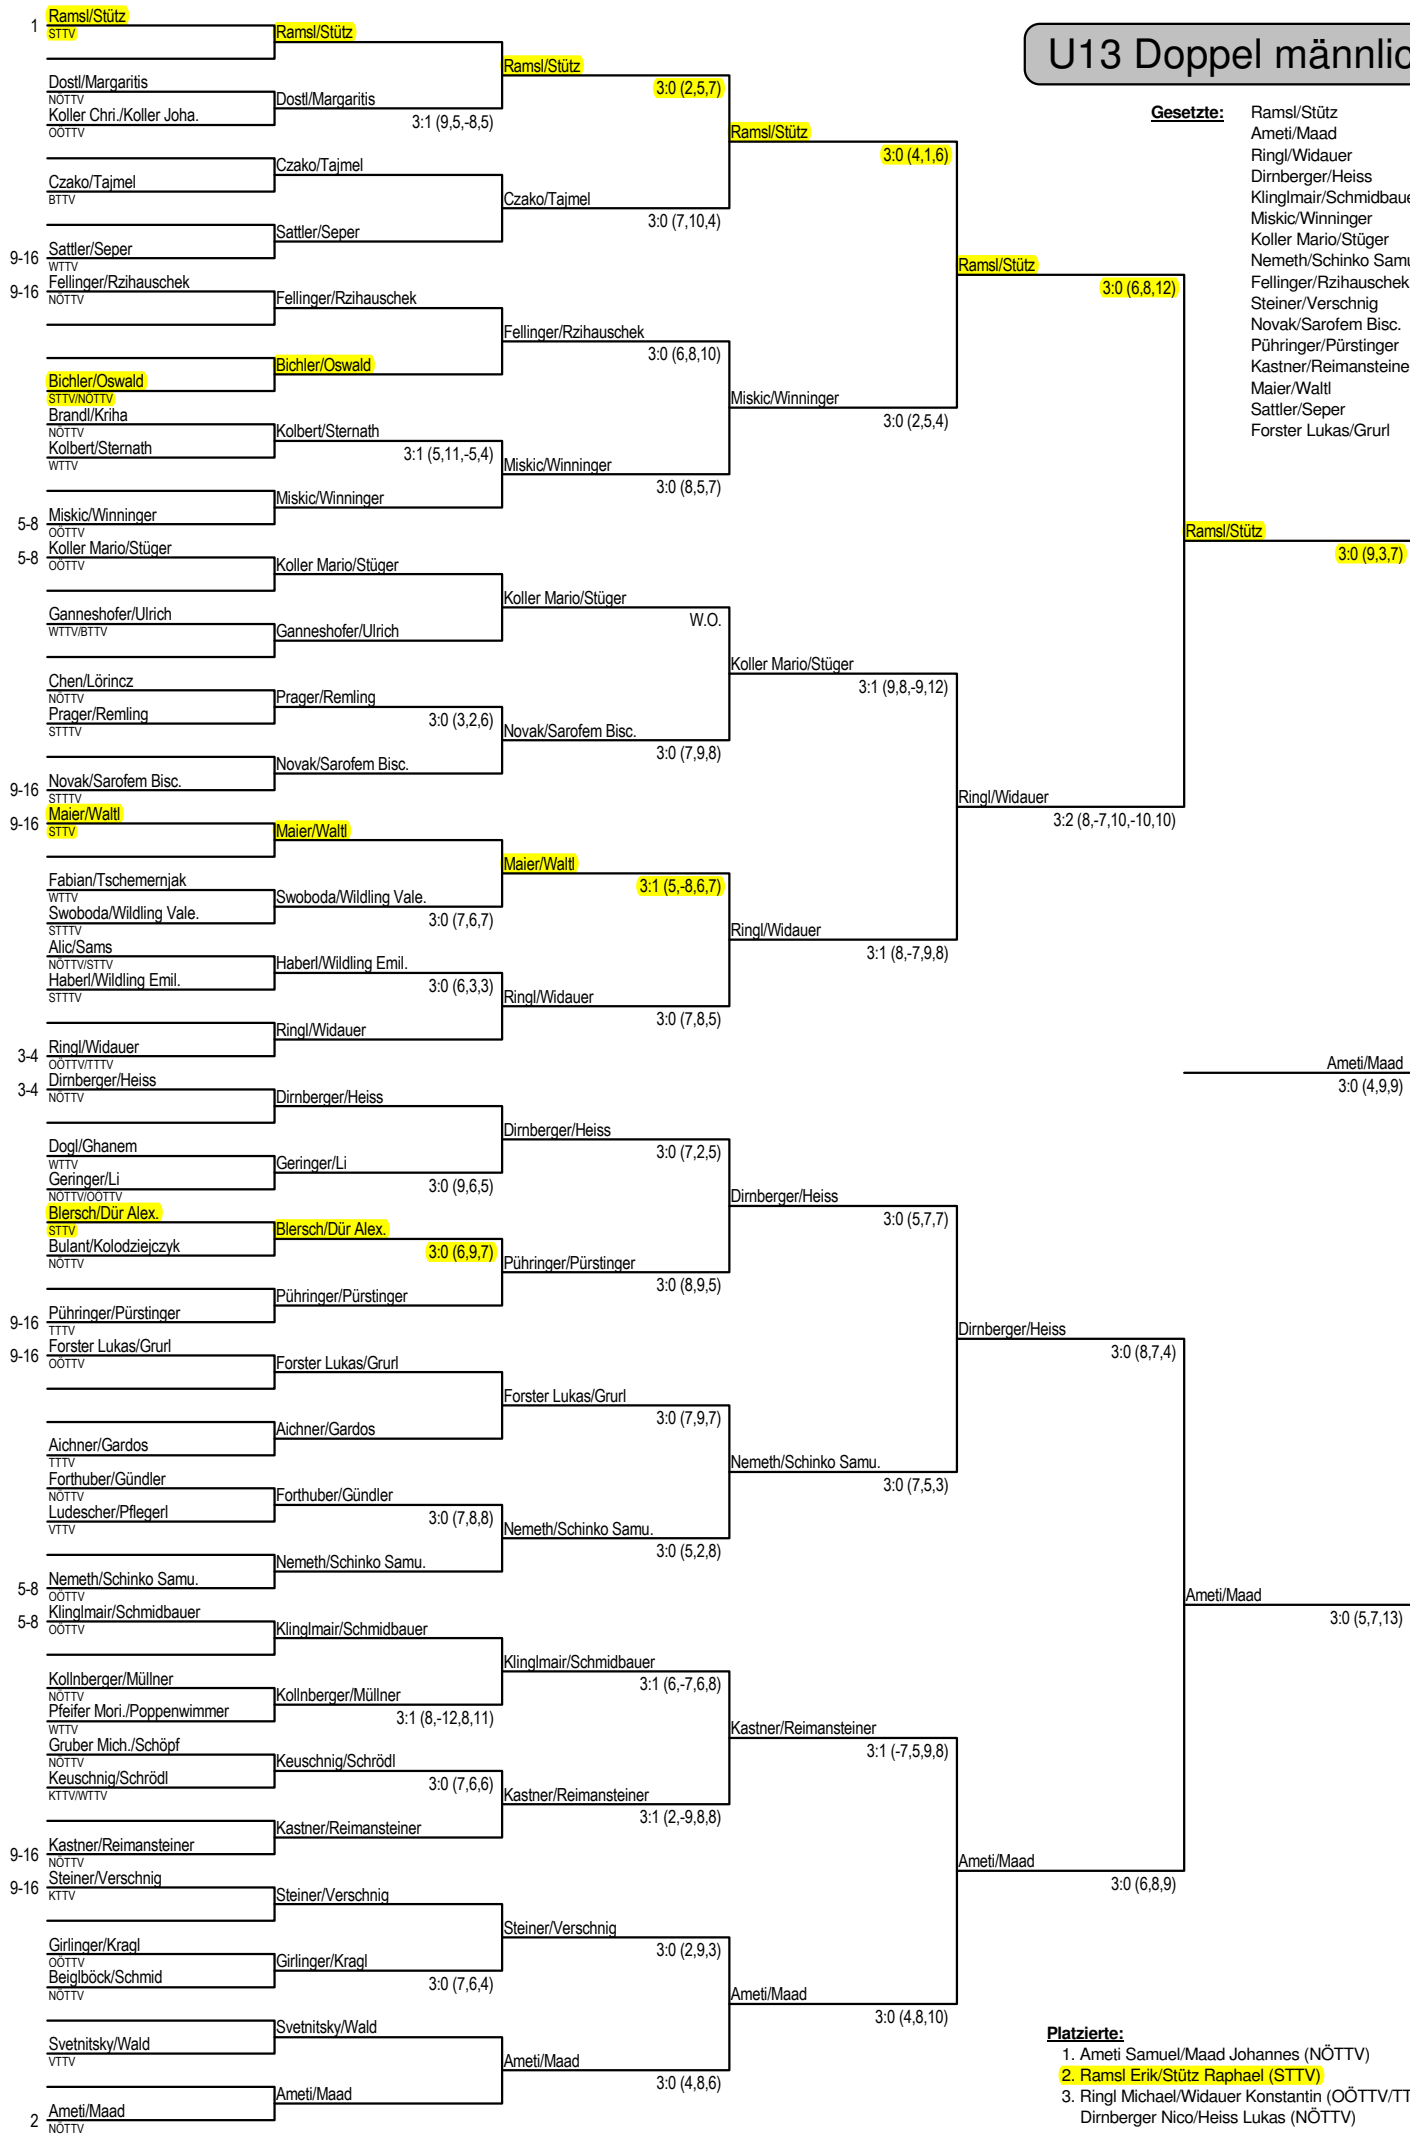 U13 Doppel männlic
Gesetzte:
Ramsl/Stütz
Ameti/Maad
Ringl/Widauer
Dirnberger/Heiss
Klinglmair/Schmidbaue
Miskic/Winninger
Koller Mario/Stüger
Nemeth/Schinko Samu
Fellinger/Rzihauschek
Steiner/Verschnig
Novak/Sarofem Bisc.
Pühringer/Pürstinger
Kastner/Reimansteine
Maier/Waltl
Sattler/Seper
Forster Lukas/Grurl
1 Ramsl/Stütz
STTV
Dostl/Margaritis
NÖTTV
Koller Chri./Koller Joha.
OÖTTV
Czako/Tajmel
BTTV
9-16 Sattler/Seper
WTTV
9-16 Fellinger/Rzihauschek
NÖTTV
Bichler/Oswald
STTV/NÖTTV
Brandl/Kriha
NÖTTV
Kolbert/Sternath
WTTV
5-8 Miskic/Winninger
OÖTTV
5-8 Koller Mario/Stüger
OÖTTV
Ganneshofer/Ulrich
WTTV/BTTV
Chen/Lörincz
NÖTTV
Prager/Remling
STTTV
9-16 Novak/Sarofem Bisc.
STTTV
9-16 Maier/Waltl
STTV
Fabian/Tschemernjak
WTTV
Swoboda/Wildling Vale.
STTTV
Alic/Sams
NÖTTV/STTV
Haberl/Wildling Emil.
STTTV
3-4 Ringl/Widauer
OÖTTV/TTTV
3-4 Dirnberger/Heiss
NÖTTV
Dogl/Ghanem
WTTV
Geringer/Li
NÖTTV/OÖTTV
Blersch/Dür Alex.
STTV
Bulant/Kolodziejczyk
NÖTTV
9-16 Pühringer/Pürstinger
TTTV
9-16 Forster Lukas/Grurl
OÖTTV
Aichner/Gardos
TTTV
Forthuber/Gündler
NÖTTV
Ludescher/Pflegerl
VTTV
5-8 Nemeth/Schinko Samu.
OÖTTV
5-8 Klinglmair/Schmidbauer
OÖTTV
Kollnberger/Müllner
NÖTTV
Pfeifer Mori./Poppenwimmer
WTTV
Gruber Mich./Schöpf
NÖTTV
Keuschnig/Schrödl
KTTV/WTTV
9-16 Kastner/Reimansteiner
NÖTTV
9-16 Steiner/Verschnig
KTTV
Girlinger/Kragl
OÖTTV
Beiglböck/Schmid
NÖTTV
Svetnitsky/Wald
VTTV
2 Ameti/Maad
NÖTTV
Ramsl/Stütz
Dostl/Margaritis
3:1 (9,5,-8,5)
Czako/Tajmel
Sattler/Seper
Fellinger/Rzihauschek
Bichler/Oswald
Kolbert/Sternath
3:1 (5,11,-5,4)
Miskic/Winninger
Koller Mario/Stüger
Ganneshofer/Ulrich
Prager/Remling
3:0 (3,2,6)
Novak/Sarofem Bisc.
Maier/Waltl
Swoboda/Wildling Vale.
3:0 (7,6,7)
Haberl/Wildling Emil.
3:0 (6,3,3)
Ringl/Widauer
Dirnberger/Heiss
Geringer/Li
3:0 (9,6,5)
Blersch/Dür Alex.
3:0 (6,9,7)
Pühringer/Pürstinger
Forster Lukas/Grurl
Aichner/Gardos
Forthuber/Gündler
3:0 (7,8,8)
Nemeth/Schinko Samu.
Klinglmair/Schmidbauer
Kollnberger/Müllner
3:1 (8,-12,8,11)
Keuschnig/Schrödl
3:0 (7,6,6)
Kastner/Reimansteiner
Steiner/Verschnig
Girlinger/Kragl
3:0 (7,6,4)
Svetnitsky/Wald
Ameti/Maad
Ramsl/Stütz
3:0 (2,5,7)
Czako/Tajmel
3:0 (7,10,4)
Fellinger/Rzihauschek
3:0 (6,8,10)
Miskic/Winninger
3:0 (8,5,7)
Koller Mario/Stüger
W.O.
Novak/Sarofem Bisc.
3:0 (7,9,8)
Maier/Waltl
3:1 (5,-8,6,7)
Ringl/Widauer
3:0 (7,8,5)
Dirnberger/Heiss
3:0 (7,2,5)
Pühringer/Pürstinger
3:0 (8,9,5)
Forster Lukas/Grurl
3:0 (7,9,7)
Nemeth/Schinko Samu.
3:0 (5,2,8)
Klinglmair/Schmidbauer
3:1 (6,-7,6,8)
Kastner/Reimansteiner
3:1 (2,-9,8,8)
Steiner/Verschnig
3:0 (2,9,3)
Ameti/Maad
3:0 (4,8,6)
Ramsl/Stütz
3:0 (4,1,6)
Miskic/Winninger
3:0 (2,5,4)
Koller Mario/Stüger
3:1 (9,8,-9,12)
Ringl/Widauer
3:1 (8,-7,9,8)
Dirnberger/Heiss
3:0 (5,7,7)
Nemeth/Schinko Samu.
3:0 (7,5,3)
Kastner/Reimansteiner
3:1 (-7,5,9,8)
Ameti/Maad
3:0 (4,8,10)
Ramsl/Stütz
3:0 (6,8,12)
Ringl/Widauer
3:2 (8,-7,10,-10,10)
Dirnberger/Heiss
3:0 (8,7,4)
Ameti/Maad
3:0 (6,8,9)
Ramsl/Stütz
3:0 (9,3,7)
Ameti/Maad
3:0 (5,7,13)
Ameti/Maad
3:0 (4,9,9)
Platzierte:
1. Ameti Samuel/Maad Johannes (NÖTTV)
2. Ramsl Erik/Stütz Raphael (STTV)
3. Ringl Michael/Widauer Konstantin (OÖTTV/TT
Dirnberger Nico/Heiss Lukas (NÖTTV)